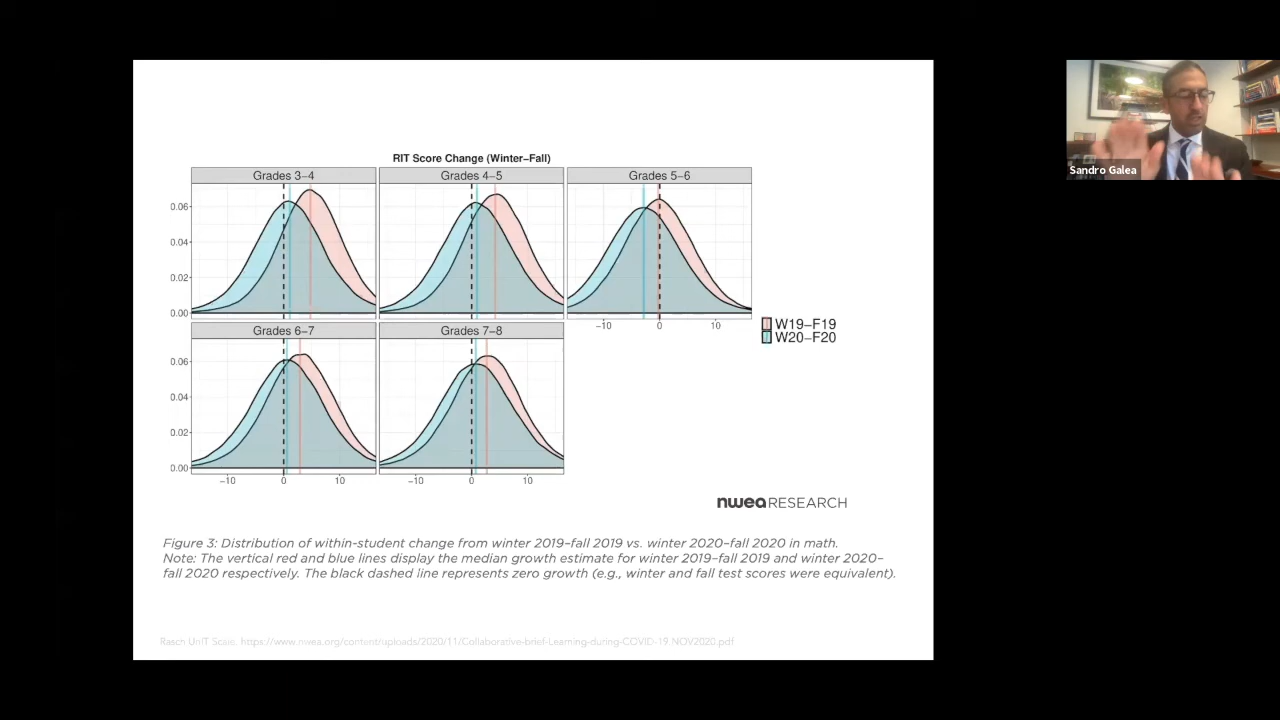 RIT Score Change (Winter–Fall)
Grades 3–4
Grades 4–5
Grades 5–6
0.06
0.04
0.02
0.00
−10 0 10
Grades 6–7
Grades 7–8
W19–F19
W20–F20
0.06
0.04
0.02
0.00
−10 0 10
−10 0 10
nwea RESEARCH
Figure 3: Distribution of within-student change from winter 2019–fall 2019 vs. winter 2020–fall 2020 in math.
Note: The vertical red and blue lines display the median growth estimate for winter 2019–fall 2019 and winter 2020–
fall 2020 respectively. The black dashed line represents zero growth (e.g., winter and fall test scores were equivalent).
Rasch UnIT Scale. https://www.nwea.org/content/uploads/2020/11/Collaborative-brief-Learning-during-COVID-19.NOV2020.pdf
Sandro Galea